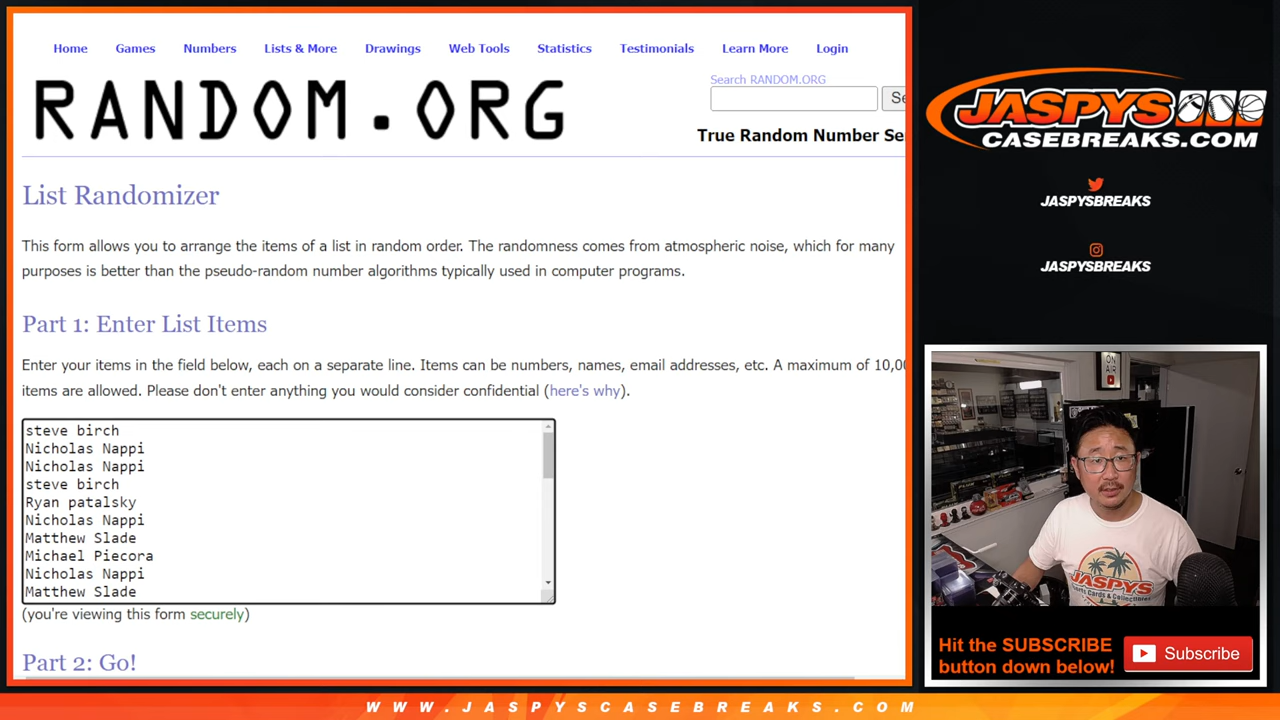 Home Games Numbers Lists & More Drawings Web Tools Statistics Testimonials Learn More Login
RANDOM.ORG
Search RANDOM.ORG
Se
True Random Number Se
List Randomizer
This form allows you to arrange the items of a list in random order. The randomness comes from atmospheric noise, which for many
purposes is better than the pseudo-random number algorithms typically used in computer programs.
Part 1: Enter List Items
Enter your items in the field below, each on a separate line. Items can be numbers, names, email addresses, etc. A maximum of 10,00
items are allowed. Please don't enter anything you would consider confidential (here's why).
steve birch
Nicholas Nappi
Nicholas Nappi
steve birch
Ryan patalsky
Nicholas Nappi
Matthew Slade
Michael Piecora
Nicholas Nappi
Matthew Slade
(you're viewing this form securely)
Part 2: Go!
JASPYS
CASEBREAKS.COM
JASPYSBREAKS
JASPYSBREAKS
ON
AIR
JASPYS
Hit the SUBSCRIBE
button down below!
Subscribe
WWW.JASPYSCASEBREAKS.COM